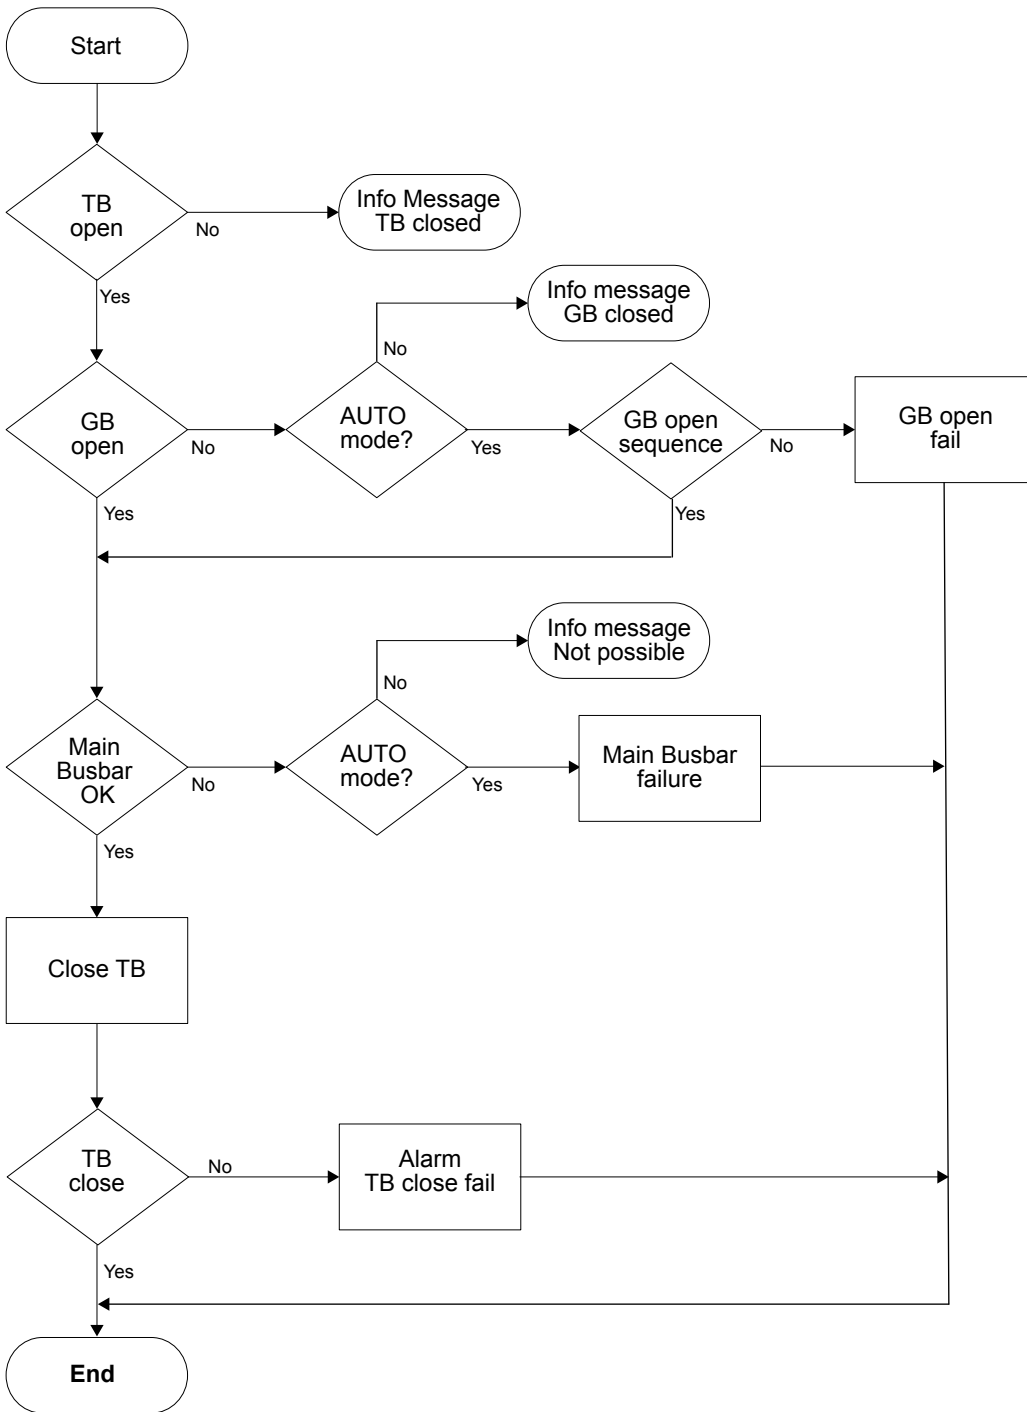 Start
TB
open
No
Info Message
TB closed
Yes
Info message
GB closed
No
GB
open
No
AUTO
mode?
Yes
GB open
sequence
No
GB open
fail
Yes
Yes
Info message
Not possible
No
Main
Busbar
OK
No
AUTO
mode?
Yes
Main Busbar
failure
Yes
Close TB
TB
close
No
Alarm
TB close fail
Yes
End